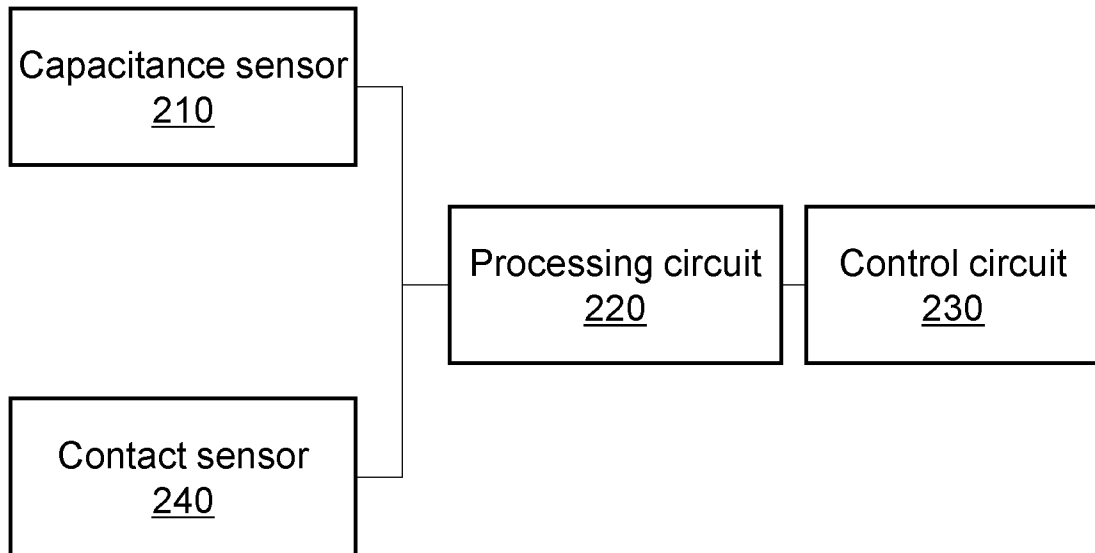 Capacitance sensor
210
Processing circuit
220
Control circuit
230
Contact sensor
240